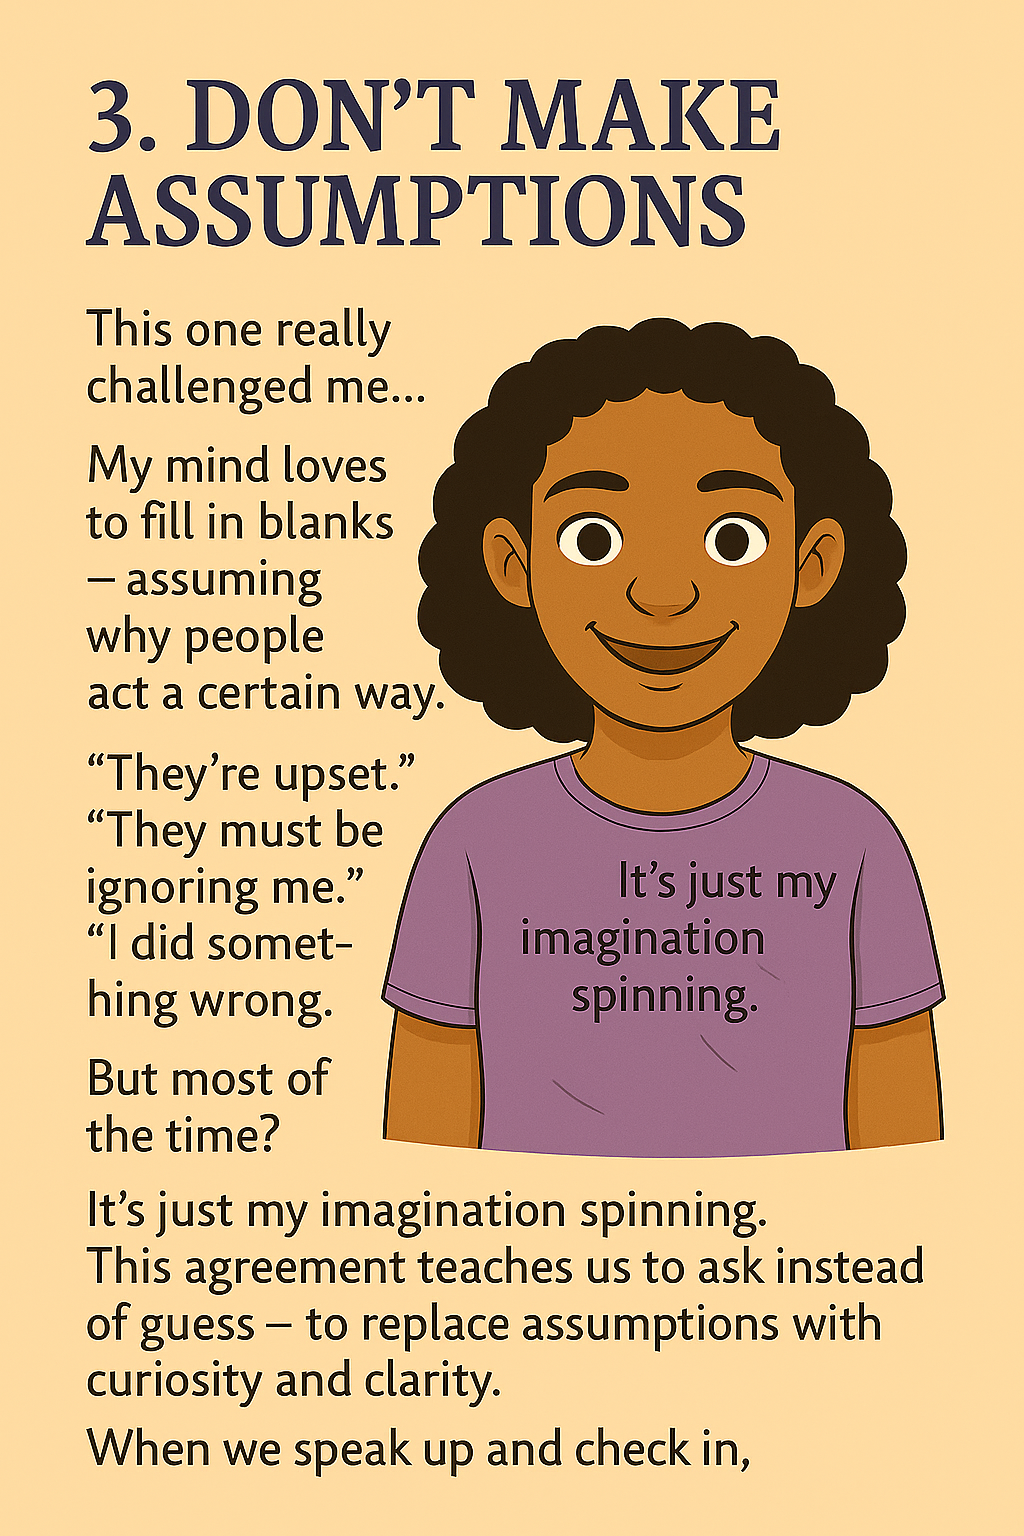 3. DON’T MAKE
ASSUMPTIONS
This one really
challenged me...
My mind loves
to fill in blanks
– assuming
why people
act a certain way.
“They’re upset.”
“They must be
ignoring me.”
“I did somet-
hing wrong.
But most of
the time?
It’s just my
imagination
spinning.
It’s just my imagination spinning.
This agreement teaches us to ask instead
of guess – to replace assumptions with
curiosity and clarity.
When we speak up and check in,